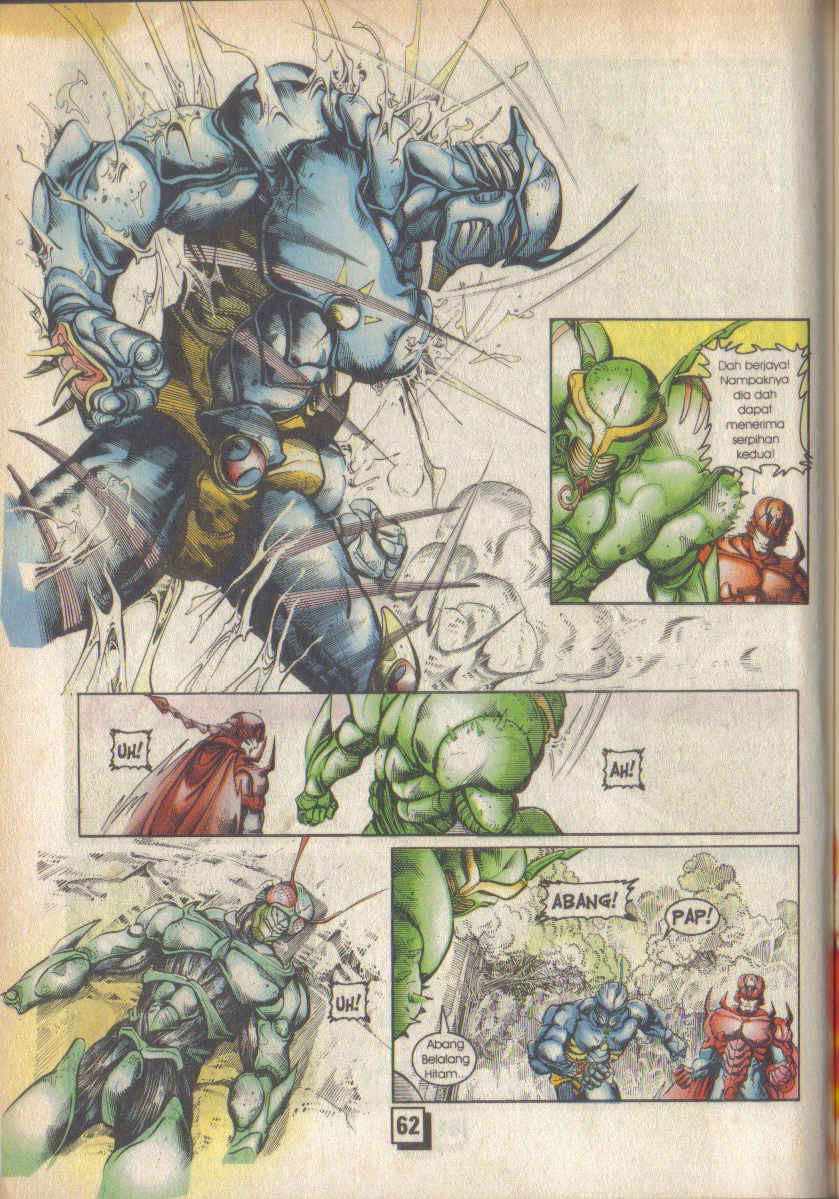 Dah berjaya!
Nampaknya
dia dah
dapat
menerima
serpihan
kedua!
UH!
AH!
UH!
ABANG!
PAP!
Abang
Belalang
Hitam...
62